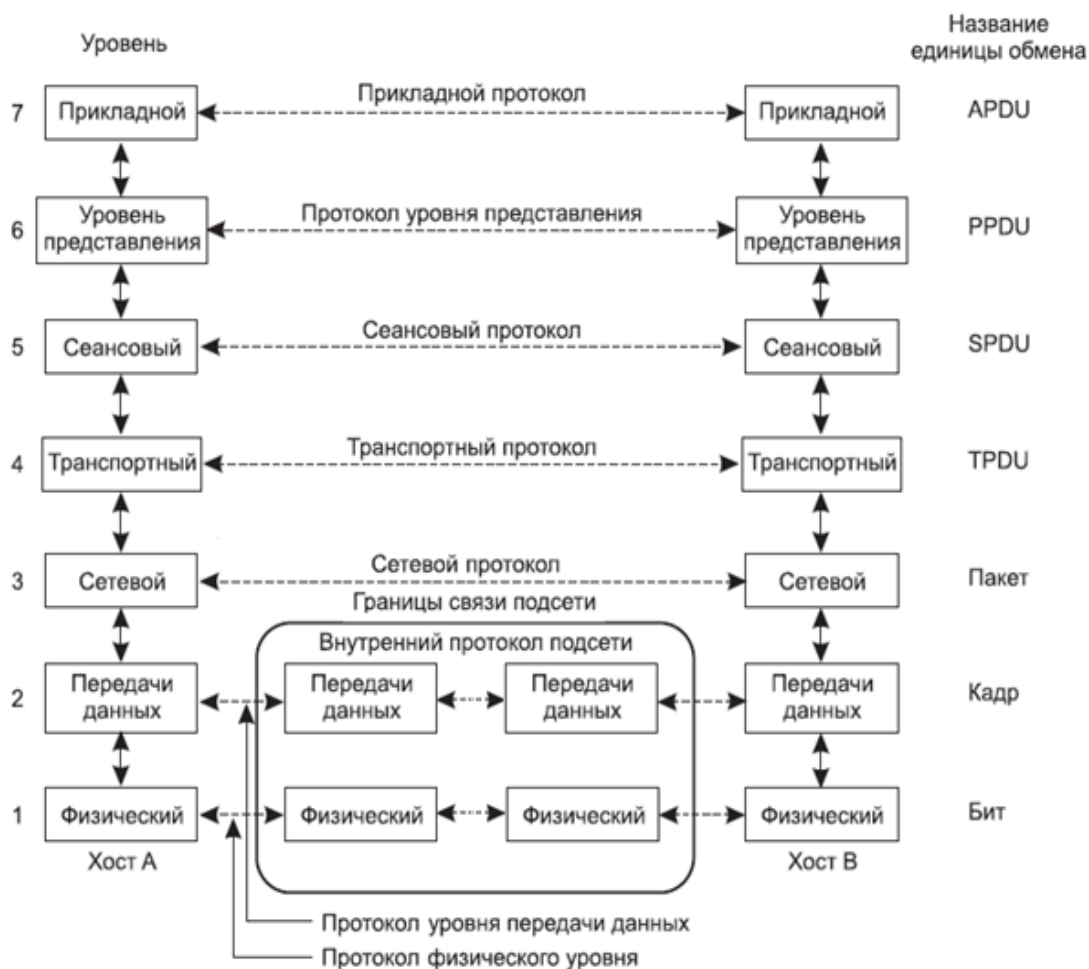 Уровень
Название
единицы обмена
7
Прикладной
Прикладной протокол
Прикладной
APDU
6
Уровень
представления
Протокол уровня представления
Уровень
представления
PPDU
5
Сеансовый
Сеансовый протокол
Сеансовый
SPDU
4
Транспортный
Транспортный протокол
Транспортный
TPDU
3
Сетевой
Сетевой протокол
Сетевой
Пакет
Границы связи подсети
Внутренний протокол подсети
2
Передачи
данных
Передачи
данных
Передачи
данных
Передачи
данных
Кадр
1
Физический
Физический
Физический
Физический
Бит
Хост А
Хост В
Протокол уровня передачи данных
Протокол физического уровня